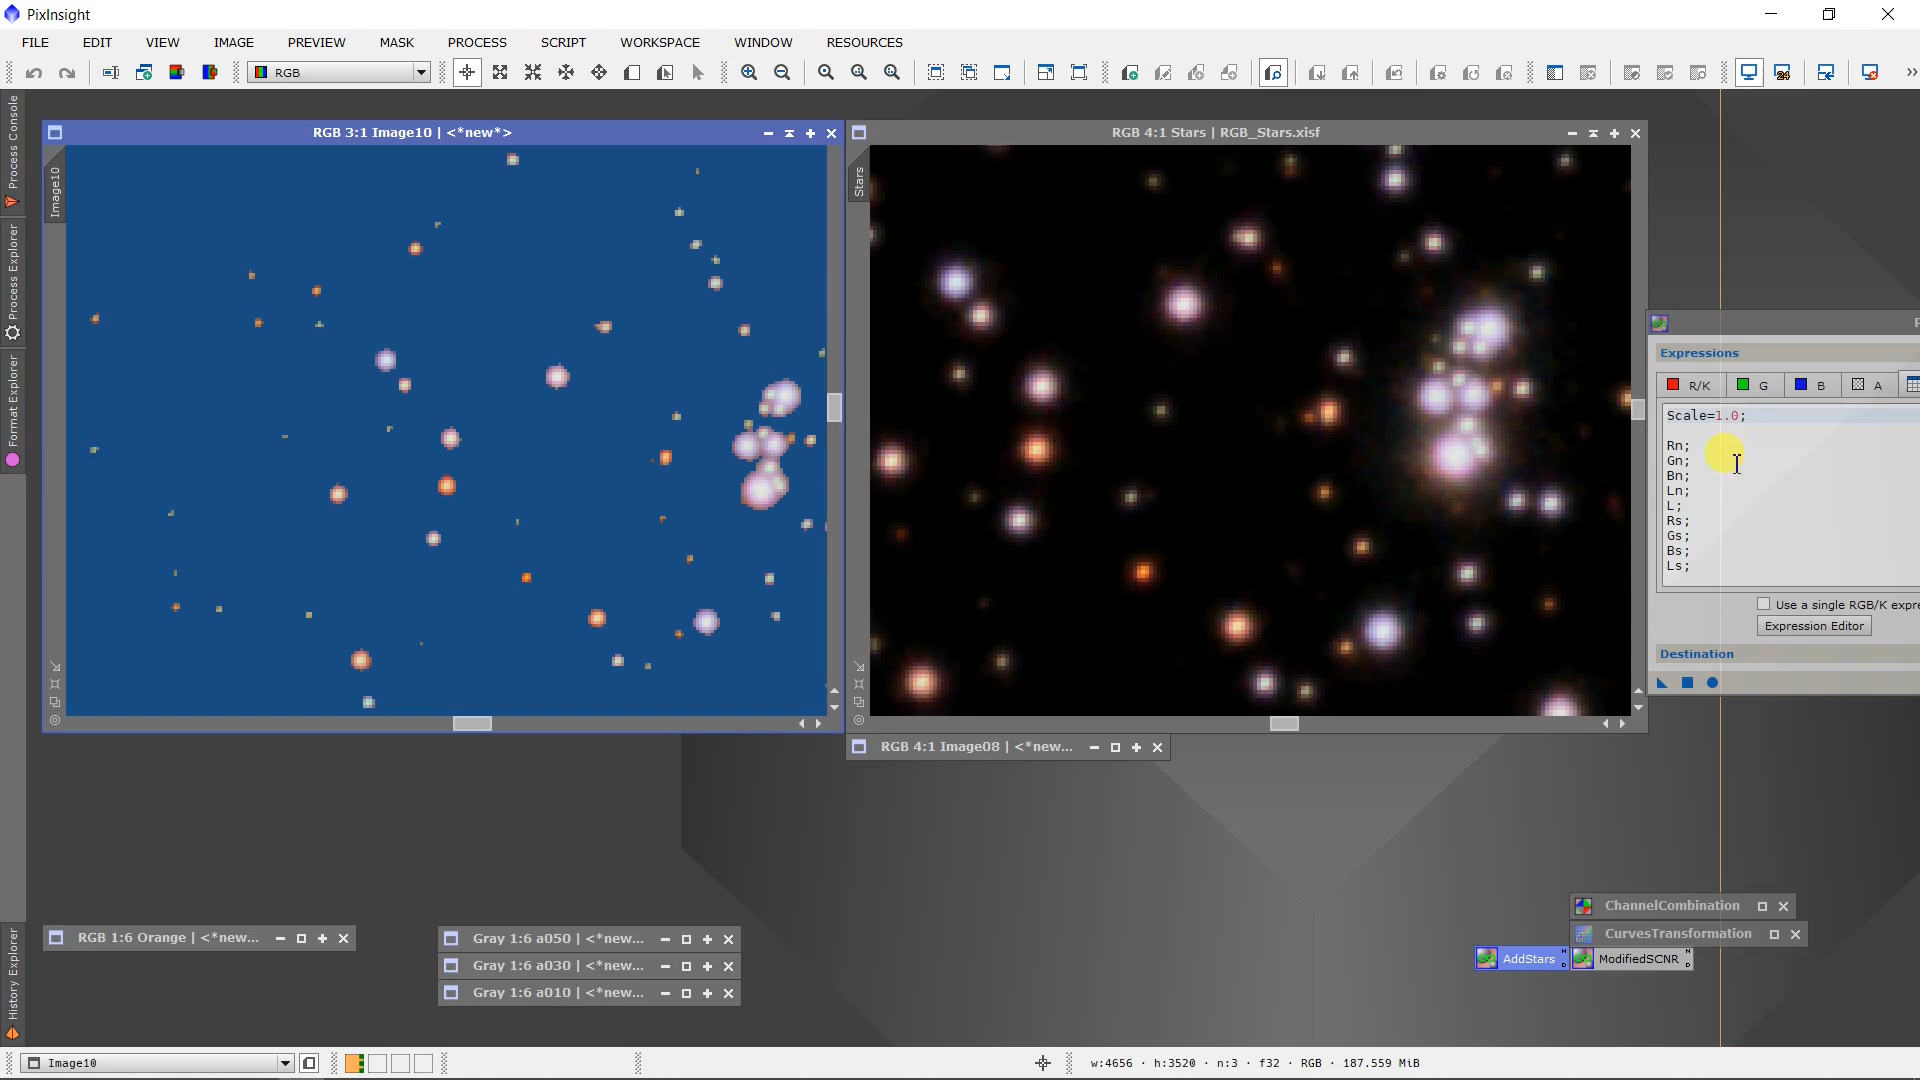 PixInsight
FILE EDIT VIEW IMAGE PREVIEW MASK PROCESS SCRIPT WORKSPACE WINDOW RESOURCES
RGB
24
Process Console
Process Explorer
Format Explorer
History Explorer
RGB 3:1 Image10 | <*new*>
Image10
RGB 4:1 Stars | RGB_Stars.xisf
Stars
Expressions
R/K G B A
Scale=1.0;
Rn;
Gn;
Bn;
Ln;
L;
Rs;
Gs;
Bs;
Ls;
Use a single RGB/K expre
Expression Editor
Destination
RGB 4:1 Image08 | <*new...
RGB 1:6 Orange | <*new...
Gray 1:6 a050 | <*new...
Gray 1:6 a030 | <*new...
Gray 1:6 a010 | <*new...
ChannelCombination
CurvesTransformation
AddStars
ModifiedSCNR
Image10
w:4656 · h:3520 · n:3 · f32 · RGB · 187.559 MiB